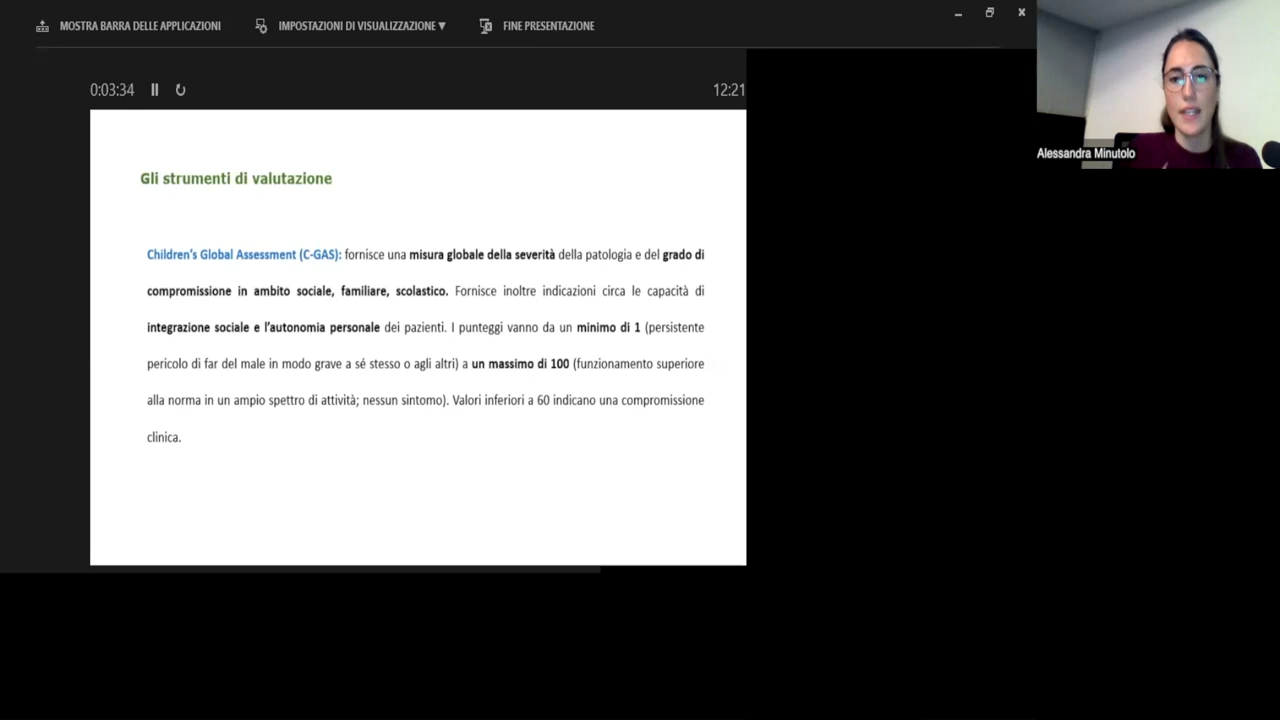 MOSTRA BARRA DELLE APPLICAZIONI
IMPOSTAZIONI DI VISUALIZZAZIONE ▼
FINE PRESENTAZIONE
0:03:34
12:21
Alessandra Minutolo
Gli strumenti di valutazione
Children's Global Assessment (C-GAS): fornisce una misura globale della severità della patologia e del grado di
compromissione in ambito sociale, familiare, scolastico. Fornisce inoltre indicazioni circa le capacità di
integrazione sociale e l'autonomia personale dei pazienti. I punteggi vanno da un minimo di 1 (persistente
pericolo di far del male in modo grave a sé stesso o agli altri) a un massimo di 100 (funzionamento superiore
alla norma in un ampio spettro di attività; nessun sintomo). Valori inferiori a 60 indicano una compromissione
clinica.